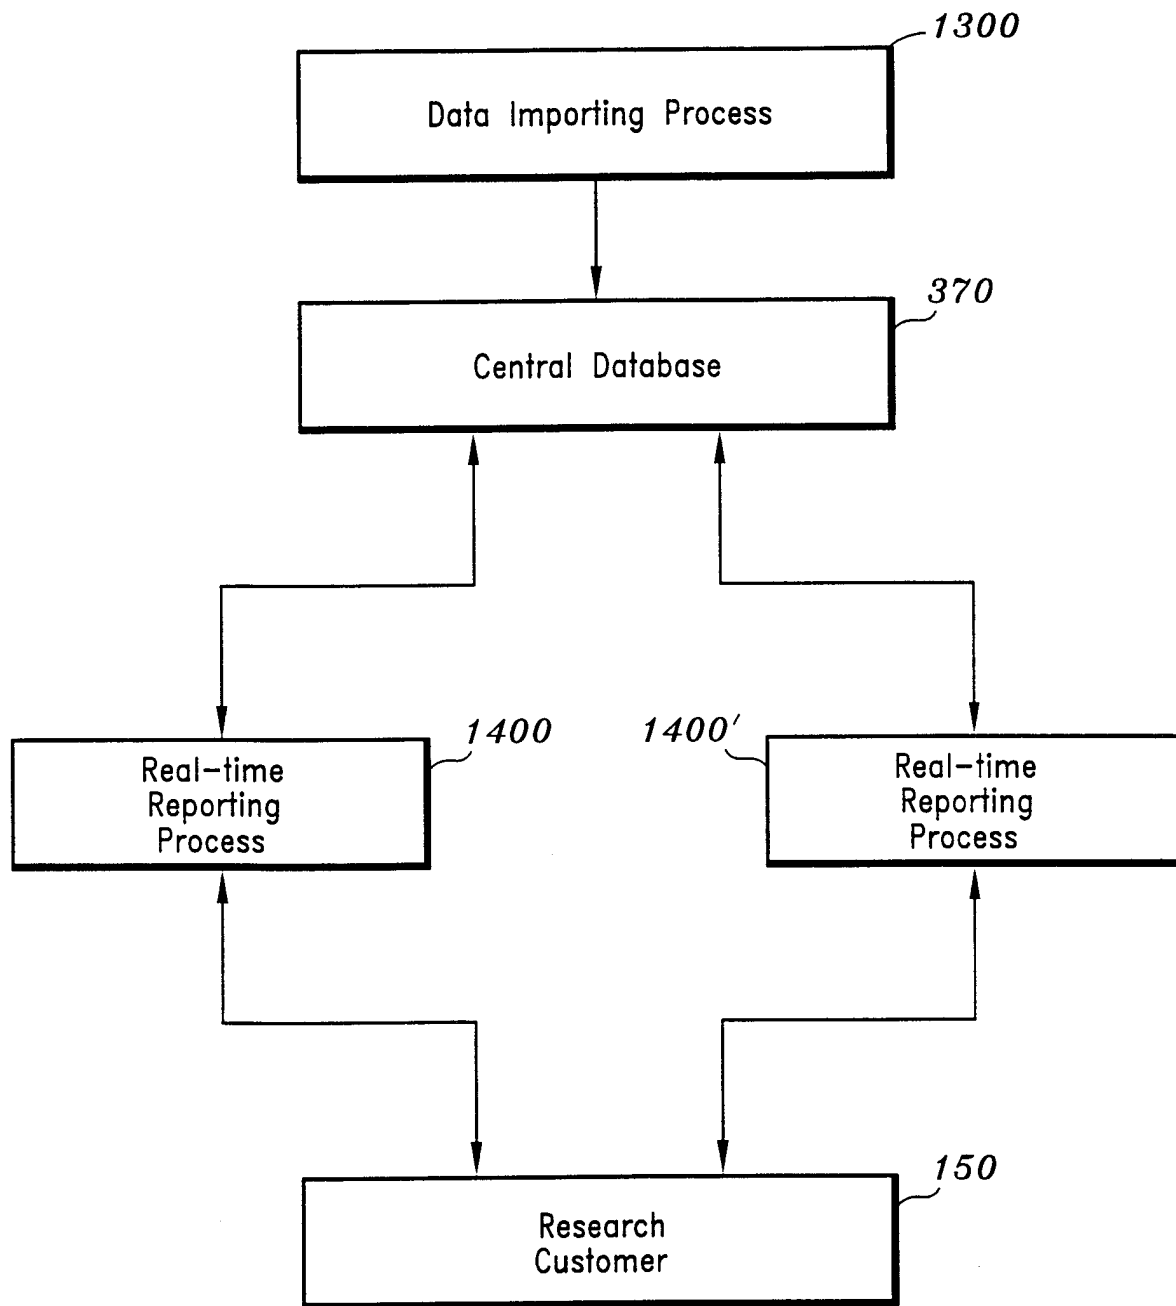 1300
Data Importing Process
370
Central Database
1400
Real-time
Reporting
Process
1400'
Real-time
Reporting
Process
150
Research
Customer